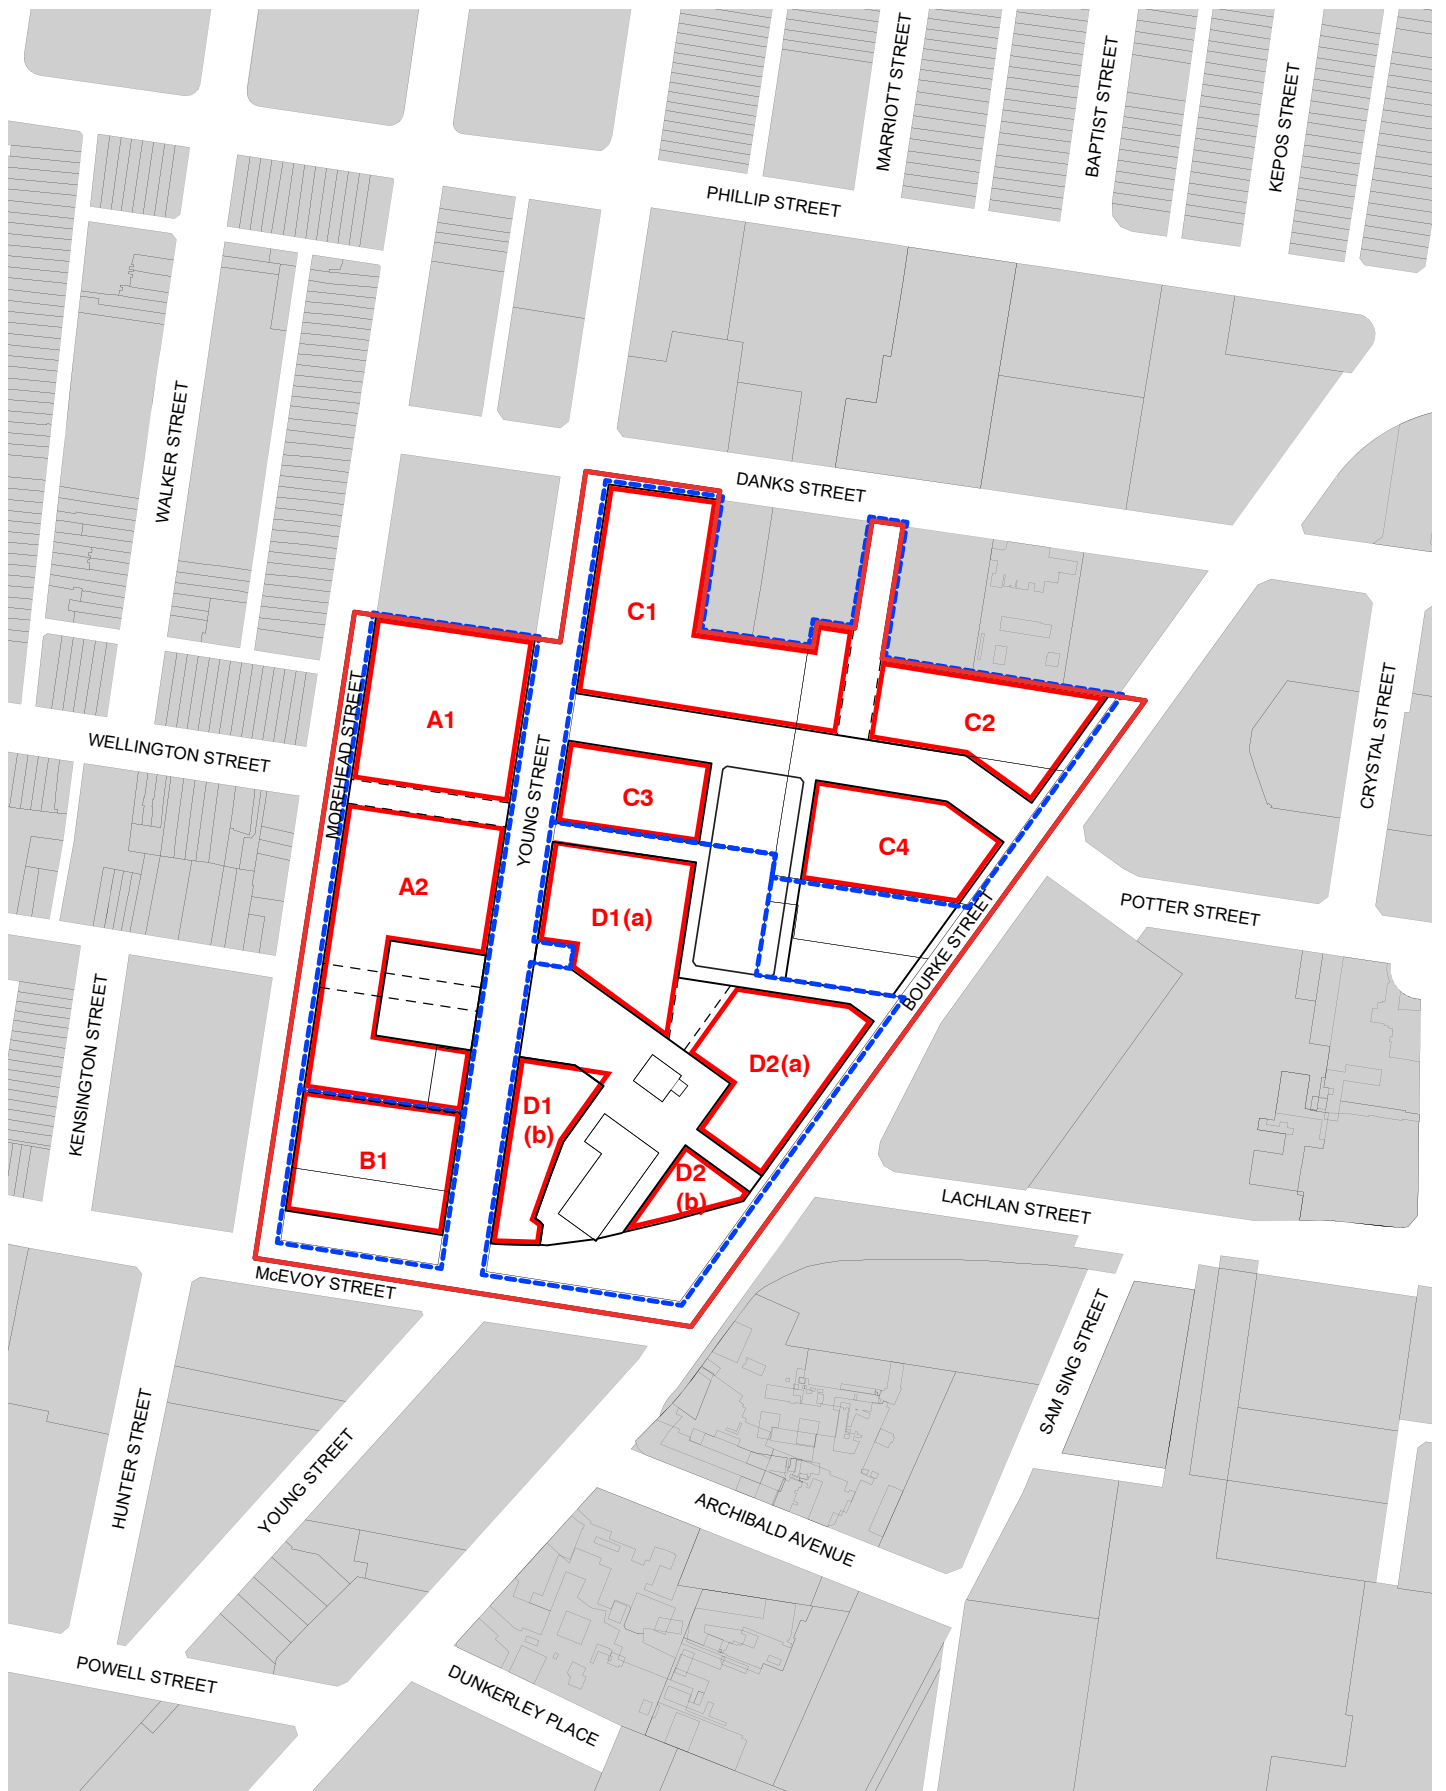 MARRIOTT STREET
BAPTIST STREET
KEPOS STREET
PHILLIP STREET
WALKER STREET
DANKS STREET
C1
A1
C2
WELLINGTON STREET
MOREHEAD STREET
YOUNG STREET
CRYSTAL STREET
C3
C4
A2
D1(a)
POTTER STREET
BOURKE STREET
KENSINGTON STREET
D2(a)
D1
(b)
B1
D2
(b)
LACHLAN STREET
McEVOY STREET
SAM SING STREET
HUNTER STREET
YOUNG STREET
ARCHIBALD AVENUE
POWELL STREET
DUNKERLEY PLACE